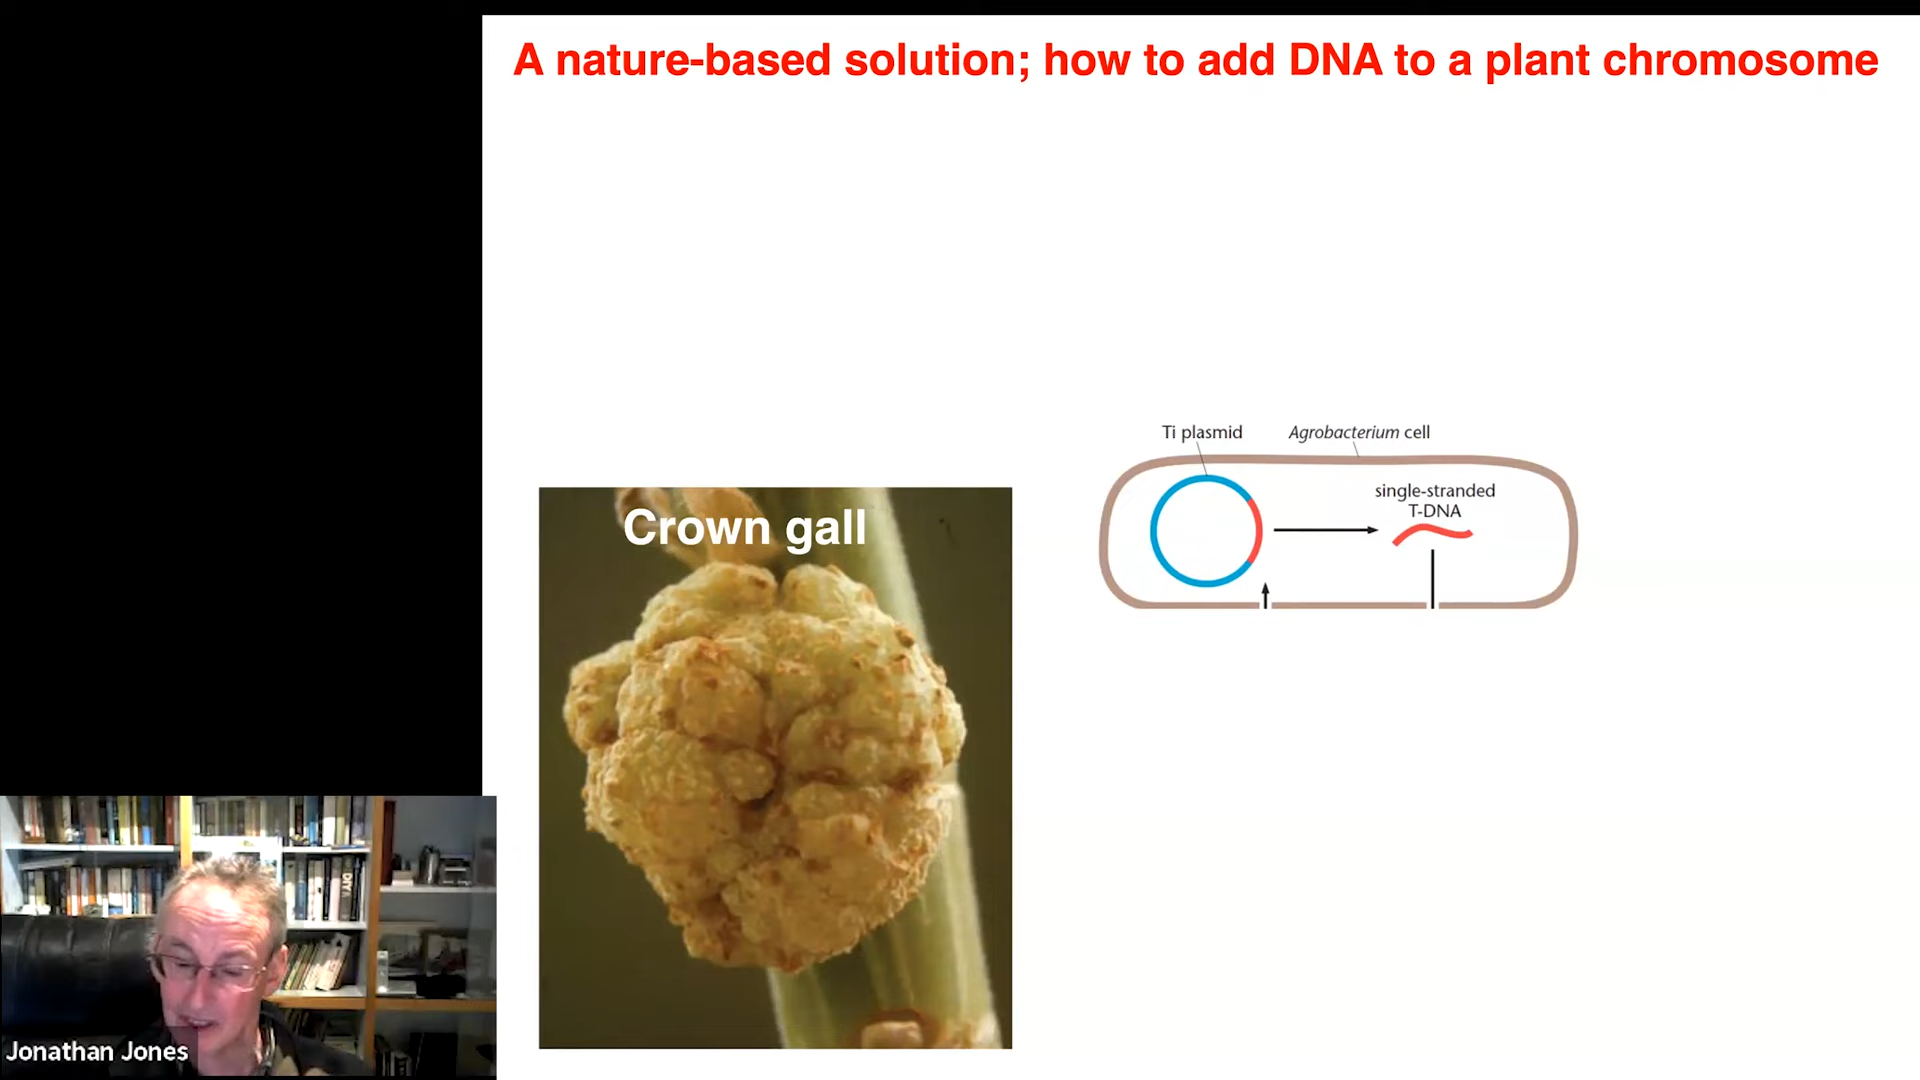 A nature-based solution; how to add DNA to a plant chromosome
Ti plasmid
Agrobacterium cell
single-stranded
T-DNA
Crown gall
DIY
Jonathan Jones